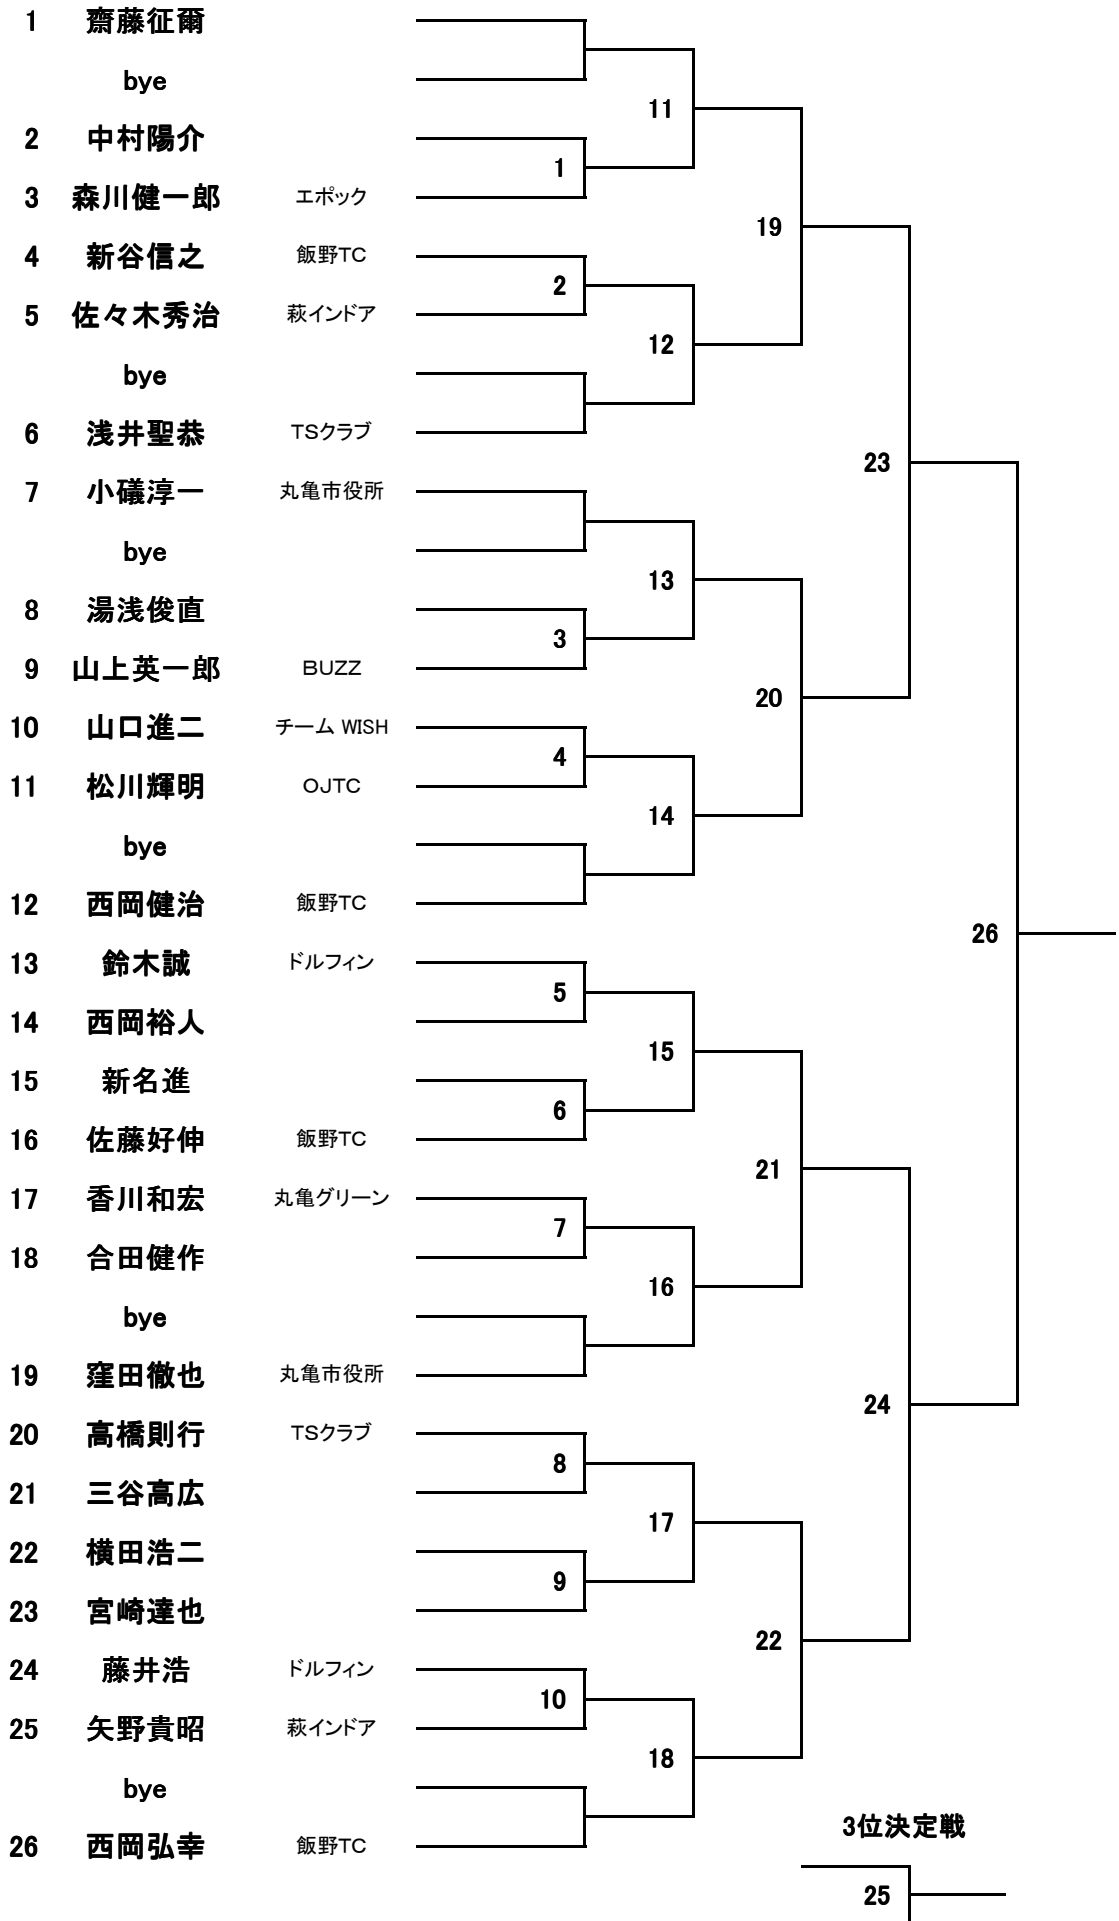 1 齋藤征爾
bye
11
2 中村陽介
1
3 森川健一郎 エポック
19
4 新谷信之 飯野TC
2
5 佐々木秀治 萩インドア
12
bye
6 浅井聖恭 TSクラブ
23
7 小礒淳一 丸亀市役所
bye
13
8 湯浅俊直
3
9 山上英一郎 BUZZ
20
10 山口進二 チーム WISH
4
11 松川輝明 OJTC
14
bye
12 西岡健治 飯野TC
26
13 鈴木誠 ドルフィン
5
14 西岡裕人
15
15 新名進
6
16 佐藤好伸 飯野TC
21
17 香川和宏 丸亀グリーン
7
18 合田健作
16
bye
19 窪田徹也 丸亀市役所
24
20 高橋則行 TSクラブ
8
21 三谷高広
17
22 横田浩二
9
23 宮崎達也
22
24 藤井浩 ドルフィン
10
25 矢野貴昭 萩インドア
18
bye
3位決定戦
26 西岡弘幸 飯野TC
25